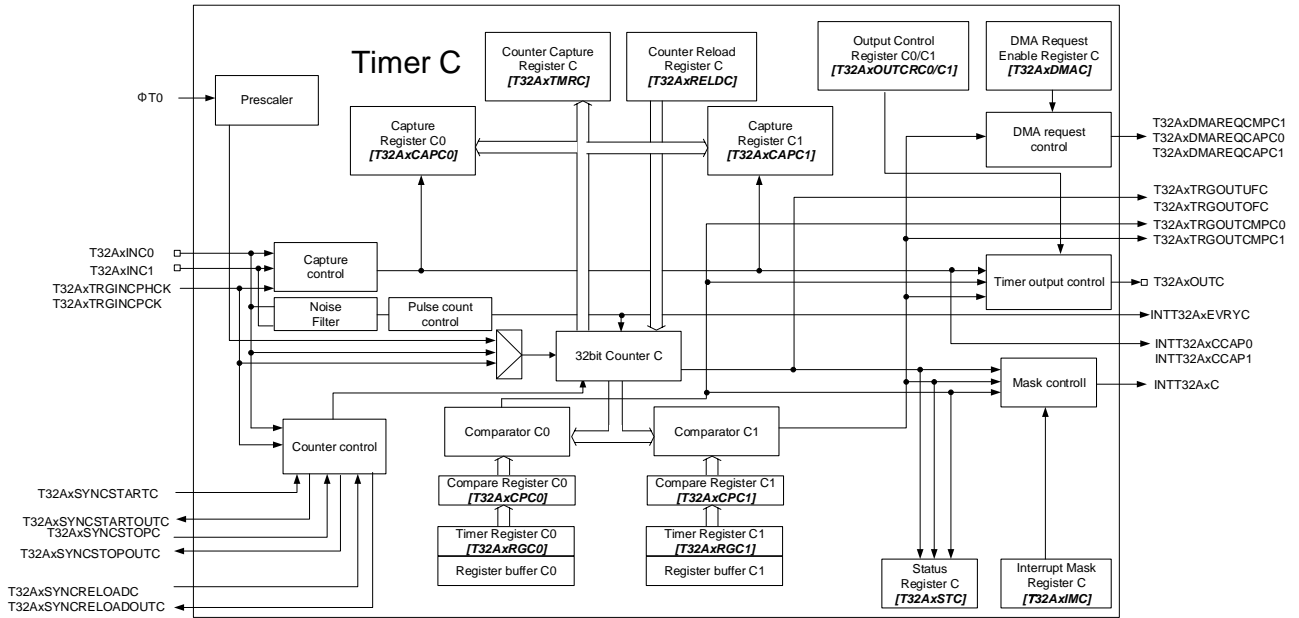 Timer C
Counter Capture
Register C
[T32AxTMRC]
Counter Reload
Register C
[T32AxRELDC]
Output Control
Register C0/C1
[T32AxOUTCRC0/C1]
DMA Request
Enable Register C
[T32AxDMAC]
ΦT0
Prescaler
Capture
Register C0
[T32AxCAPC0]
Capture
Register C1
[T32AxCAPC1]
DMA request
control
T32AxDMAREQCMPC1
T32AxDMAREQCAPC0
T32AxDMAREQCAPC1
T32AxTRGOUTUFC
T32AxTRGOUTOFC
T32AxTRGOUTCMPC0
T32AxTRGOUTCMPC1
T32AxINC0
T32AxINC1
T32AxTRGINCPHCK
T32AxTRGINCPCK
Capture
control
Timer output control
T32AxOUTC
Noise
Filter
Pulse count
control
INTT32AxEVRYC
32bit Counter C
INTT32AxCCAP0
INTT32AxCCAP1
Mask controll
INTT32AxC
Counter control
Comparator C0
Comparator C1
T32AxSYNCSTARTC
T32AxSYNCSTARTOUTC
T32AxSYNCSTOPC
T32AxSYNCSTOPOUTC
T32AxSYNCRELOADC
T32AxSYNCRELOADOUTC
Compare Register C0
[T32AxCPC0]
Compare Register C1
[T32AxCPC1]
Timer Register C0
[T32AxRGC0]
Register buffer C0
Timer Register C1
[T32AxRGC1]
Register buffer C1
Status
Register C
[T32AxSTC]
Interrupt Mask
Register C
[T32AxIMC]